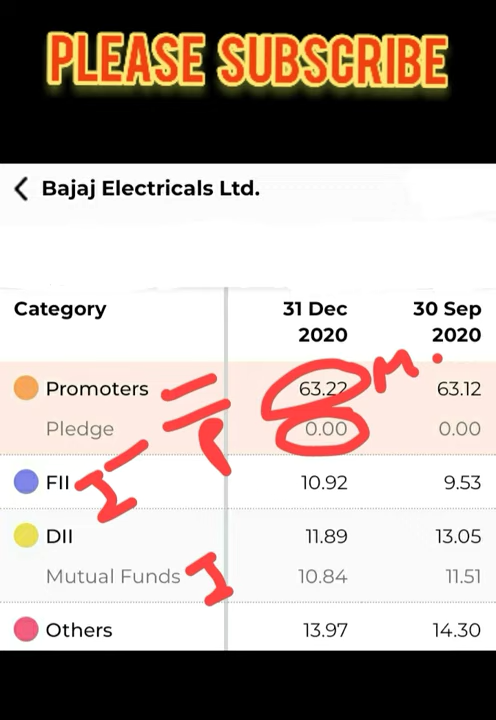 PLEASE SUBSCRIBE
Bajaj Electricals Ltd.
Category 31 Dec 2020 30 Sep 2020
Promoters 63.22 63.12
Pledge 0.00 0.00
FII 10.92 9.53
DII 11.89 13.05
Mutual Funds 10.84 11.51
Others 13.97 14.30
M.
P
I
I